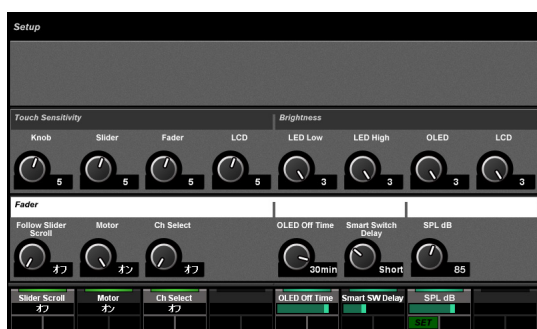 Setup
Touch Sensitivity Brightness
Knob Slider Fader LCD LED Low LED High OLED LCD
5 5 5 5 3 3 3 3
Fader
Follow Slider Scroll Motor Ch Select OLED Off Time Smart Switch Delay SPL dB
オフ オン オフ 30min Short 85
Slider Scroll Motor Ch Select OLED Off Time Smart SW Delay SPL dB
オフ オン オフ
SET